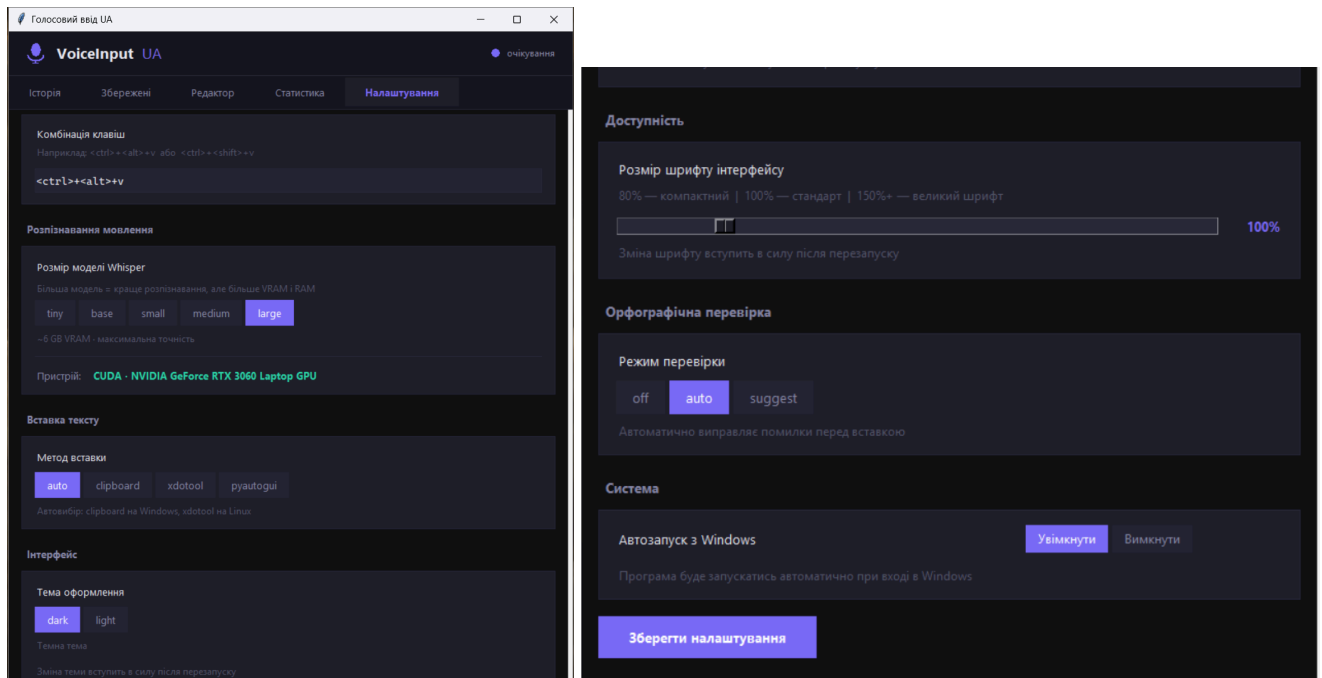 Голосовий ввід UA
VoiceInput UA
очікування
Історія Збережені Редактор Статистика Налаштування
Комбінація клавіш
Наприклад: <ctrl>+<alt>+v або <ctrl>+<shift>+v
<ctrl>+<alt>+v
Розпізнавання мовлення
Розмір моделі Whisper
Більша модель = краще розпізнавання, але більше VRAM і RAM
tiny base small medium large
~6 GB VRAM · максимальна точність
Пристрій: CUDA · NVIDIA GeForce RTX 3060 Laptop GPU
Вставка тексту
Метод вставки
auto clipboard xdotool pyautogui
Автовибір: clipboard на Windows, xdotool на Linux
Інтерфейс
Тема оформлення
dark light
Темна тема
Зміна теми вступить в силу після перезапуску
Доступність
Розмір шрифту інтерфейсу
80% — компактний | 100% — стандарт | 150%+ — великий шрифт
100%
Зміна шрифту вступить в силу після перезапуску
Орфографічна перевірка
Режим перевірки
off auto suggest
Автоматично виправляє помилки перед вставкою
Система
Автозапуск з Windows
Увімкнути Вимкнути
Програма буде запускатись автоматично при вході в Windows
Зберегти налаштування